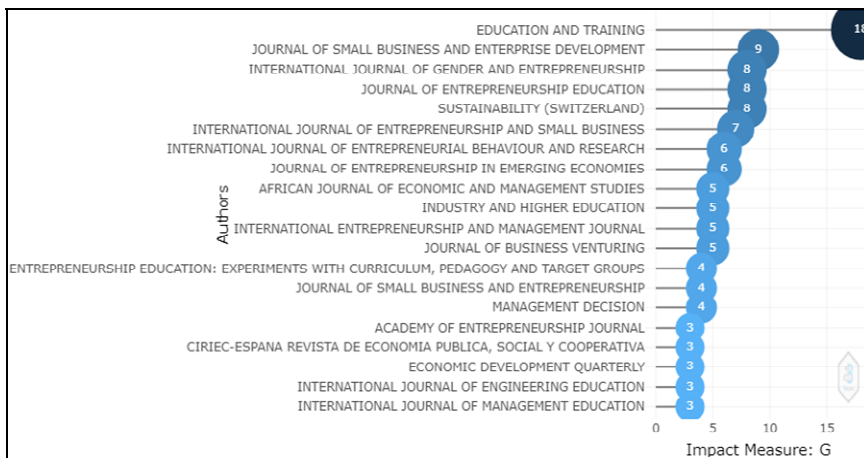 EDUCATION AND TRAINING 18
JOURNAL OF SMALL BUSINESS AND ENTERPRISE DEVELOPMENT 9
INTERNATIONAL JOURNAL OF GENDER AND ENTREPRENEURSHIP 8
JOURNAL OF ENTREPRENEURSHIP EDUCATION 8
SUSTAINABILITY (SWITZERLAND) 8
INTERNATIONAL JOURNAL OF ENTREPRENEURSHIP AND SMALL BUSINESS 7
INTERNATIONAL JOURNAL OF ENTREPRENEURIAL BEHAVIOUR AND RESEARCH 6
JOURNAL OF ENTREPRENEURSHIP IN EMERGING ECONOMIES 6
AFRICAN JOURNAL OF ECONOMIC AND MANAGEMENT STUDIES 5
INDUSTRY AND HIGHER EDUCATION 5
INTERNATIONAL ENTREPRENEURSHIP AND MANAGEMENT JOURNAL 5
JOURNAL OF BUSINESS VENTURING 5
ENTREPRENEURSHIP EDUCATION: EXPERIMENTS WITH CURRICULUM, PEDAGOGY AND TARGET GROUPS 4
JOURNAL OF SMALL BUSINESS AND ENTREPRENEURSHIP 4
MANAGEMENT DECISION 4
ACADEMY OF ENTREPRENEURSHIP JOURNAL 3
CIRIEC-ESPANA REVISTA DE ECONOMIA PUBLICA, SOCIAL Y COOPERATIVA 3
ECONOMIC DEVELOPMENT QUARTERLY 3
INTERNATIONAL JOURNAL OF ENGINEERING EDUCATION 3
INTERNATIONAL JOURNAL OF MANAGEMENT EDUCATION 3
Authors
0 5 10 15
Impact Measure: G